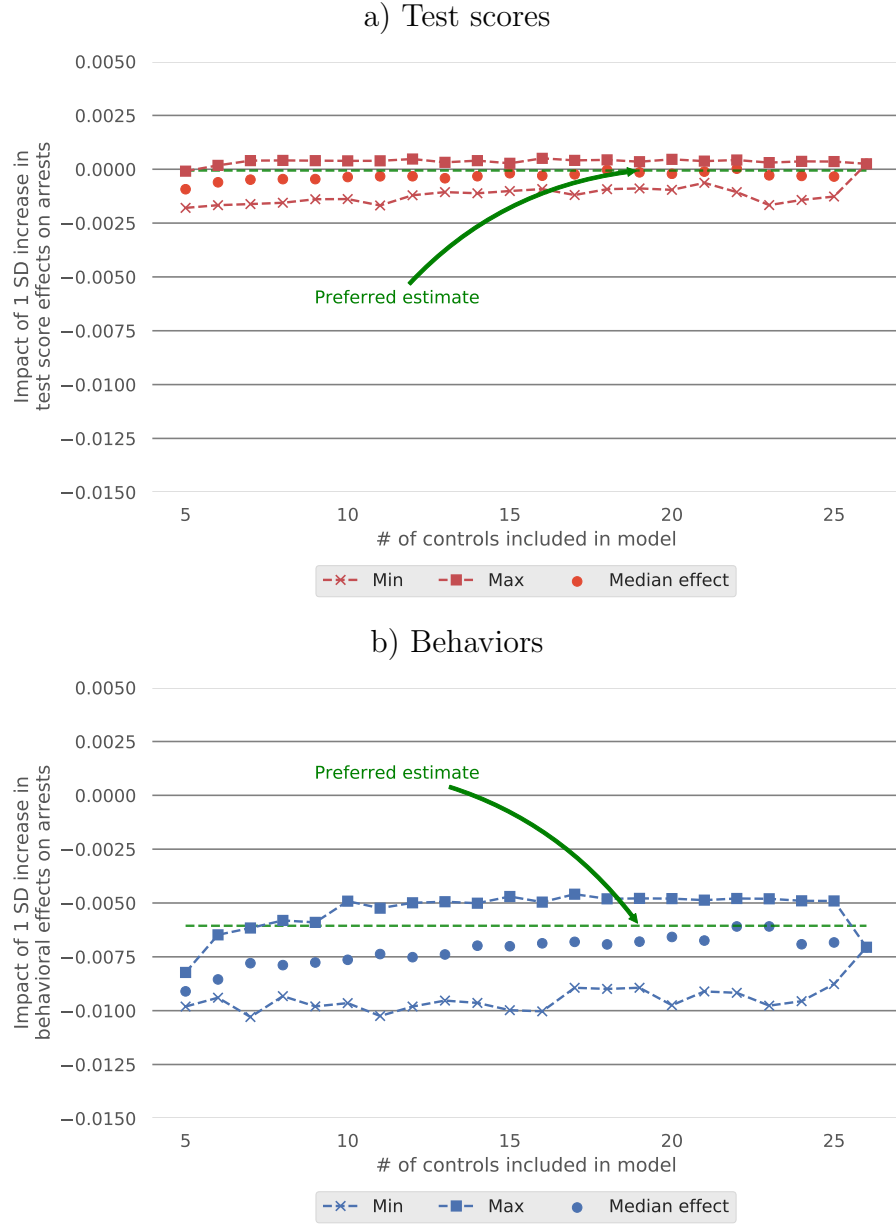 a) Test scores
0.0050
0.0025
0.0000
−0.0025
−0.0050
−0.0075
−0.0100
−0.0125
−0.0150
Impact of 1 SD increase in
test score effects on arrests
Preferred estimate
5 10 15 20 25
# of controls included in model
Min Max Median effect
b) Behaviors
0.0050
0.0025
0.0000
−0.0025
−0.0050
−0.0075
−0.0100
−0.0125
−0.0150
Impact of 1 SD increase in
behavioral effects on arrests
Preferred estimate
5 10 15 20 25
# of controls included in model
Min Max Median effect